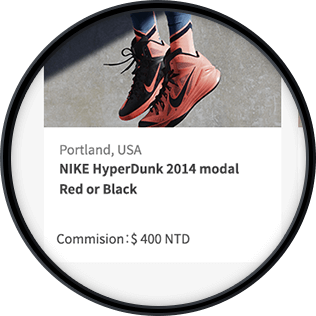 Portland, USA
NIKE HyperDunk 2014 modal
Red or Black
Commision：$ 400 NTD